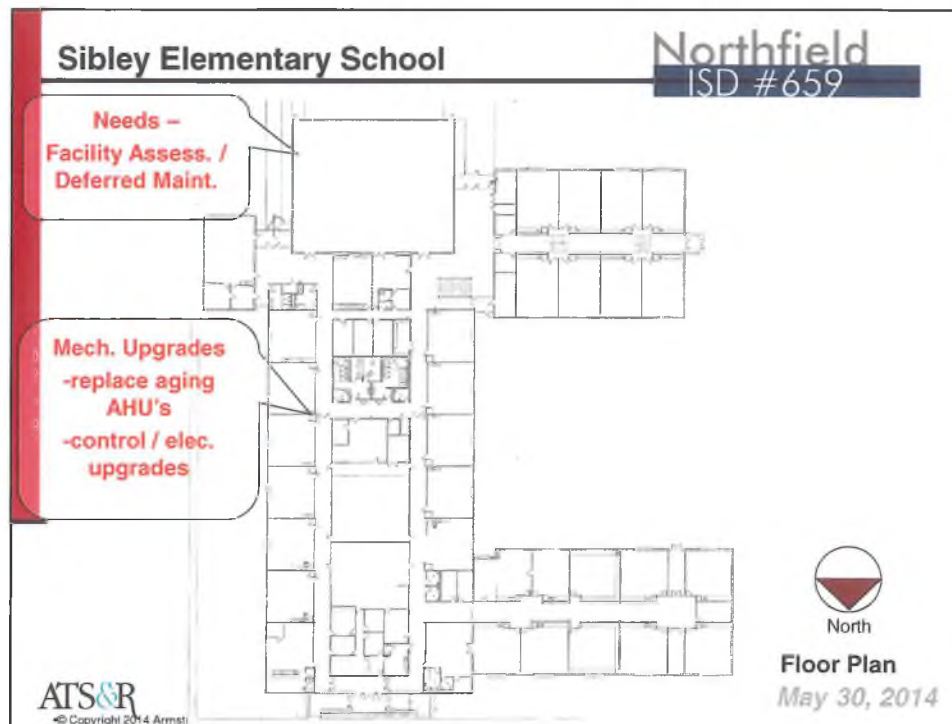 Sibley Elementary School
Northfield
ISD #659
Needs –
Facility Assess. /
Deferred Maint.
Mech. Upgrades
-replace aging
AHU's
-control / elec.
upgrades
North
Floor Plan
May 30, 2014
ATS&R
© Copyright 2014 Armst